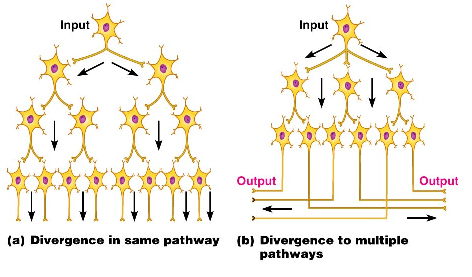 Input
Input
Output
Output
(a) Divergence in same pathway
(b) Divergence to multiple
pathways